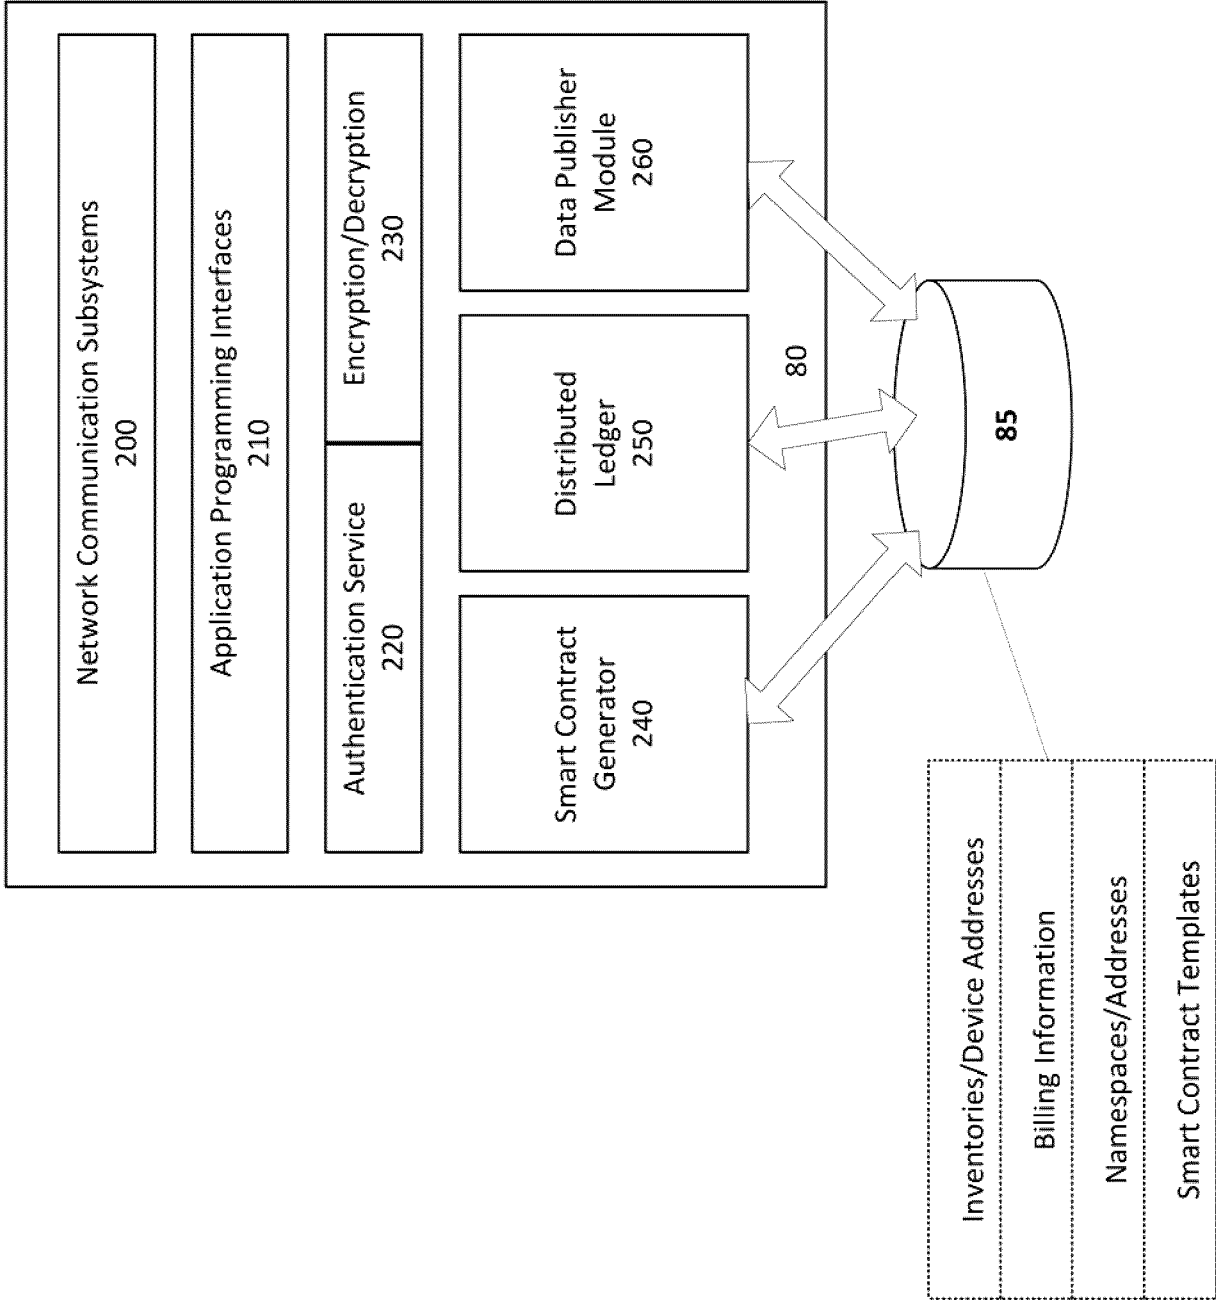 Network Communication Subsystems
200
Application Programming Interfaces
210
Authentication Service
220
Encryption/Decryption
230
Smart Contract
Generator
240
Distributed
Ledger
250
Data Publisher
Module
260
80
85
Inventories/Device Addresses
Billing Information
Namespaces/Addresses
Smart Contract Templates